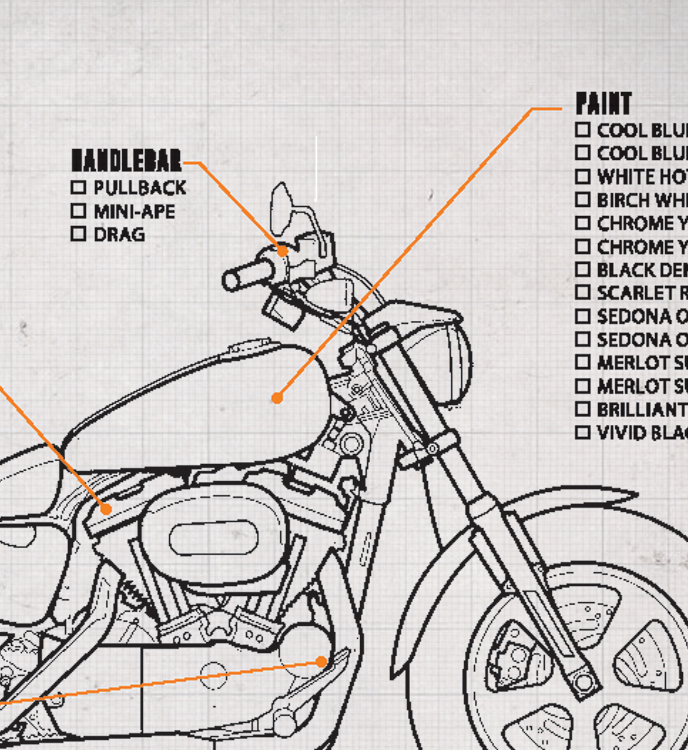 HANDLEBAR
PULLBACK
MINI-APE
DRAG
PAINT
COOL BLU
COOL BLU
WHITE HO
BIRCH WH
CHROME Y
CHROME Y
BLACK DE
SCARLET R
SEDONA O
SEDONA O
MERLOT SU
MERLOT SU
BRILLIANT
VIVID BLA